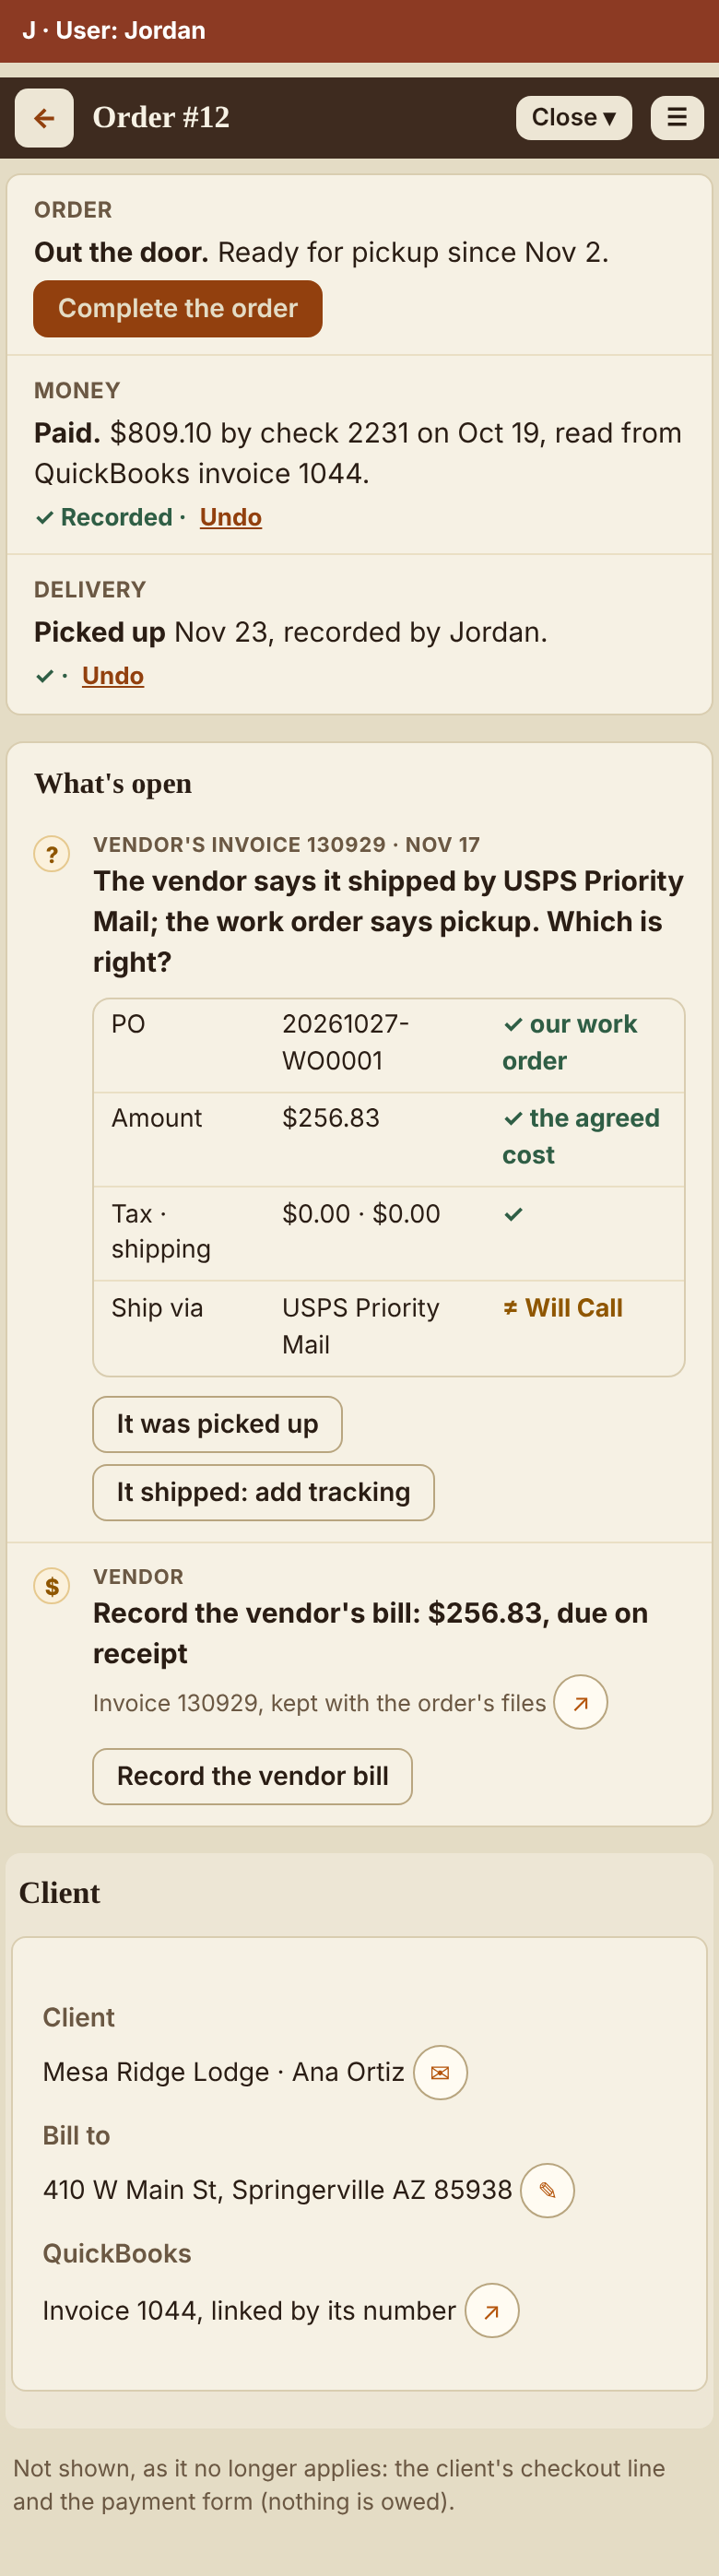 J · User: Jordan
← Order #12 Close ▾ ☰
ORDER
Out the door. Ready for pickup since Nov 2.
Complete the order
MONEY
Paid. $809.10 by check 2231 on Oct 19, read from
QuickBooks invoice 1044.
✓ Recorded · Undo
DELIVERY
Picked up Nov 23, recorded by Jordan.
✓ · Undo
What's open
?
VENDOR'S INVOICE 130929 · NOV 17
The vendor says it shipped by USPS Priority
Mail; the work order says pickup. Which is
right?
PO 20261027- ✓ our work
WO0001 order
Amount $256.83 ✓ the agreed
cost
Tax · $0.00 · $0.00 ✓
shipping
Ship via USPS Priority ≠ Will Call
Mail
It was picked up
It shipped: add tracking
$
VENDOR
Record the vendor's bill: $256.83, due on
receipt
Invoice 130929, kept with the order's files ↗
Record the vendor bill
Client
Client
Mesa Ridge Lodge · Ana Ortiz ✉
Bill to
410 W Main St, Springerville AZ 85938 ✎
QuickBooks
Invoice 1044, linked by its number ↗
Not shown, as it no longer applies: the client's checkout line
and the payment form (nothing is owed).